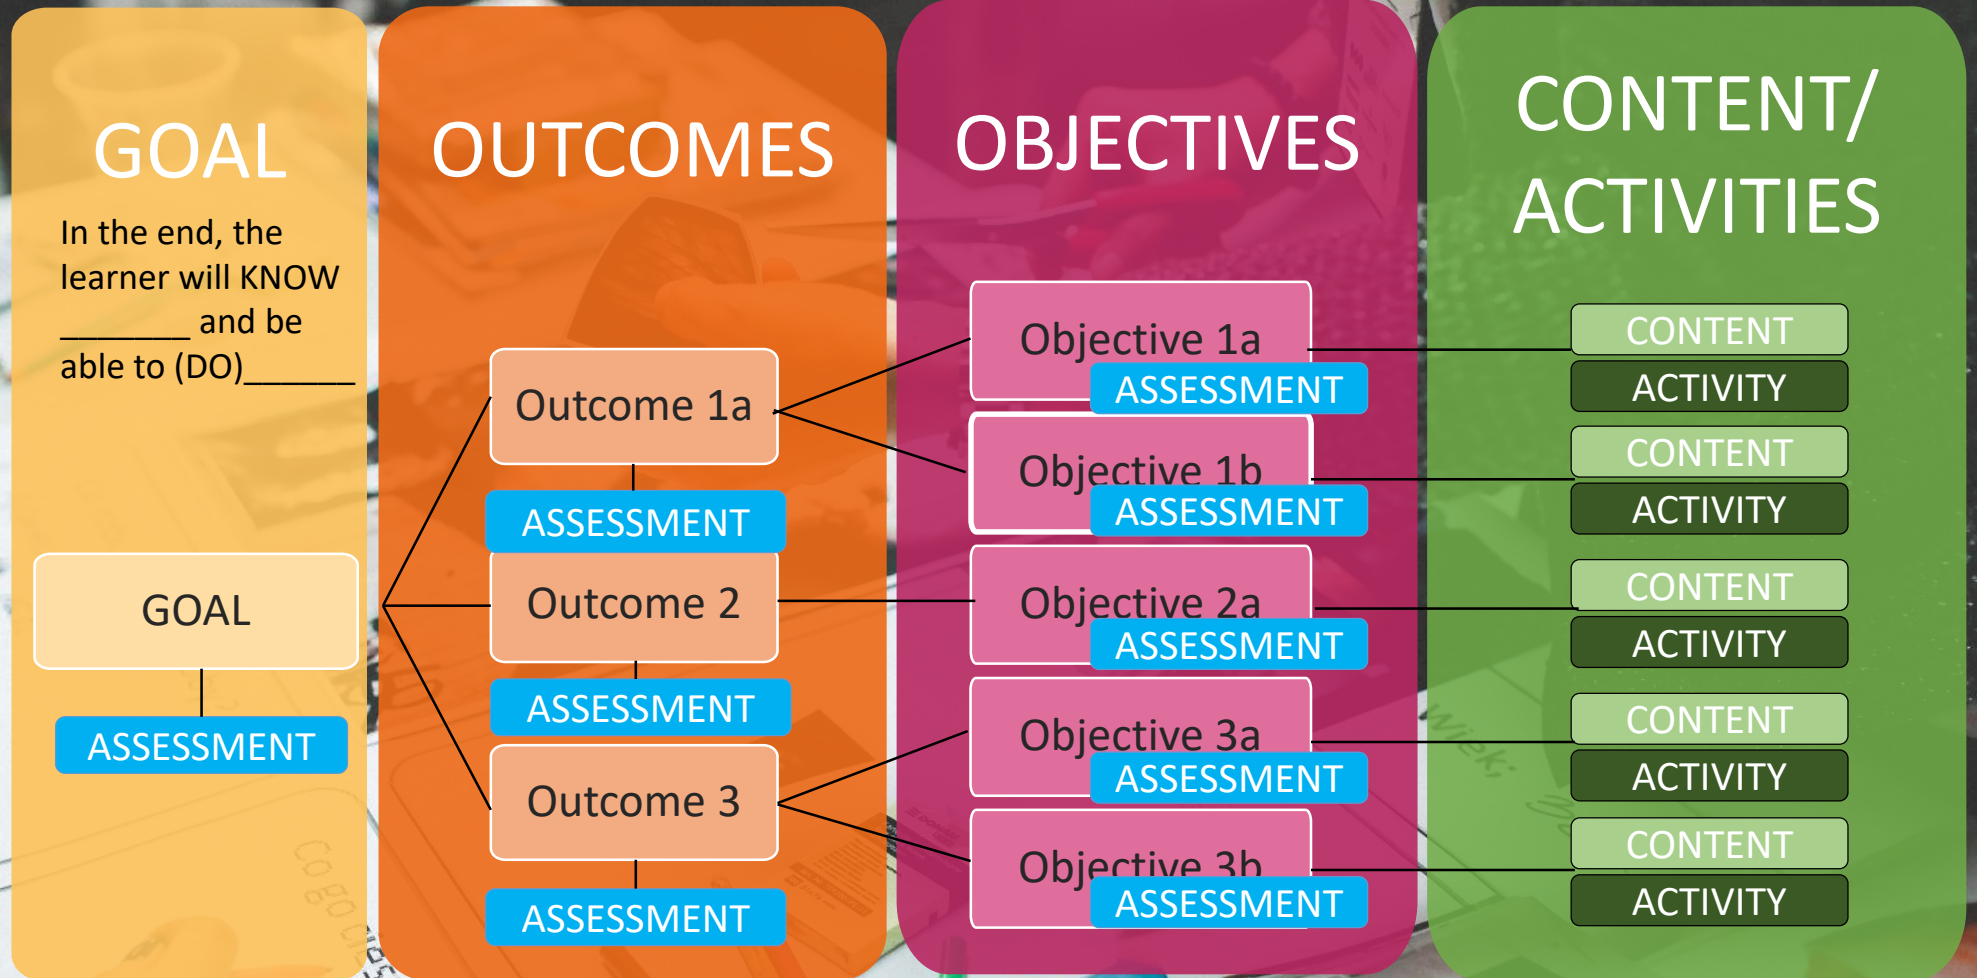 GOAL
In the end, the
learner will KNOW
_______ and be
able to (DO)______
GOAL
ASSESSMENT
OUTCOMES
Outcome 1a
ASSESSMENT
Outcome 2
ASSESSMENT
Outcome 3
ASSESSMENT
OBJECTIVES
Objective 1a
ASSESSMENT
Objective 1b
ASSESSMENT
Objective 2a
ASSESSMENT
Objective 3a
ASSESSMENT
Objective 3b
ASSESSMENT
CONTENT/
ACTIVITIES
CONTENT
ACTIVITY
CONTENT
ACTIVITY
CONTENT
ACTIVITY
CONTENT
ACTIVITY
CONTENT
ACTIVITY